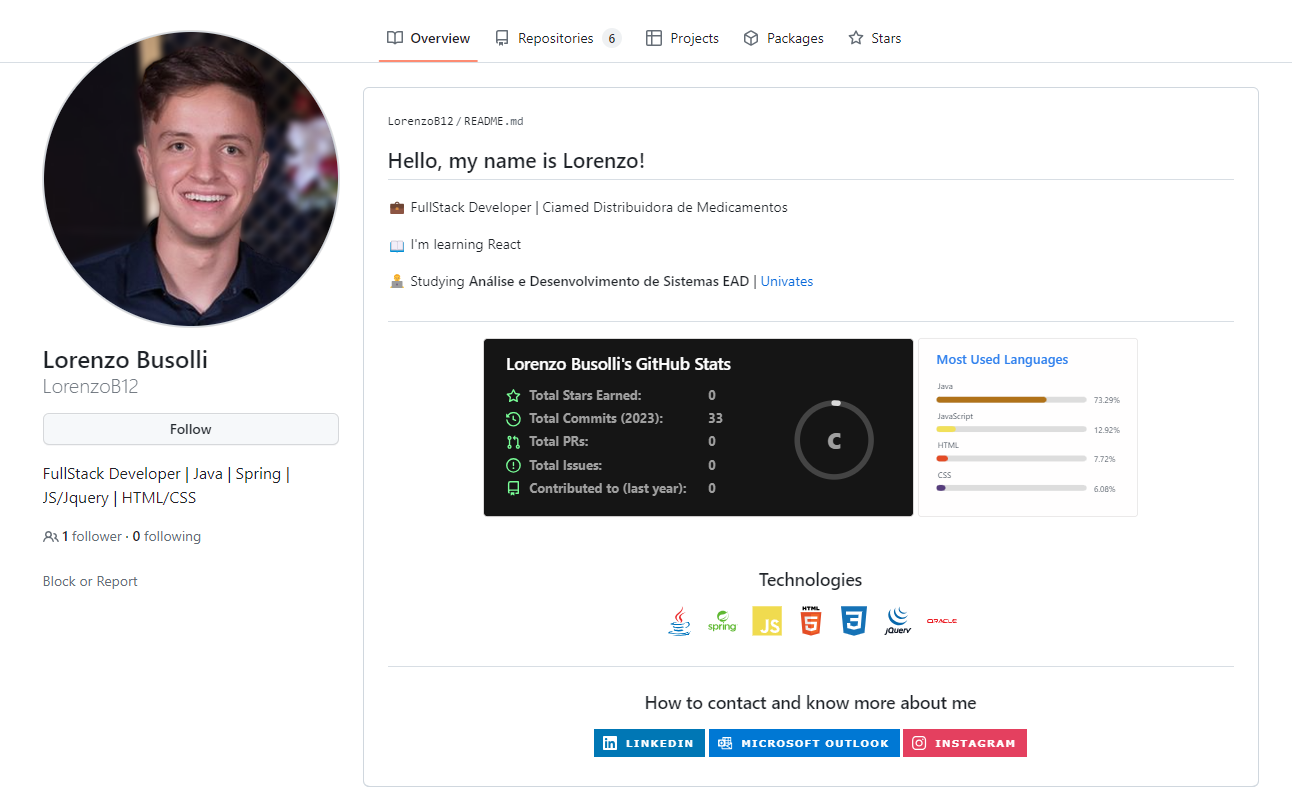 Overview
Repositories 6
Projects
Packages
Stars
LorenzoB12/README.md
Hello, my name is Lorenzo!
FullStack Developer | Ciamed Distribuidora de Medicamentos
I'm learning React
Studying Análise e Desenvolvimento de Sistemas EAD | Univates
Lorenzo Busolli
LorenzoB12
Follow
FullStack Developer | Java | Spring |
JS/Jquery | HTML/CSS
1 follower · 0 following
Block or Report
Lorenzo Busolli's GitHub Stats
Total Stars Earned: 0
Total Commits (2023): 33
Total PRs: 0
Total Issues: 0
Contributed to (last year): 0
C
Most Used Languages
Java
73.29%
JavaScript
12.92%
HTML
7.72%
CSS
6.08%
Technologies
spring
JS
HTML
5
3
jQuery
ORACLE
How to contact and know more about me
in LINKEDIN
MICROSOFT OUTLOOK
INSTAGRAM